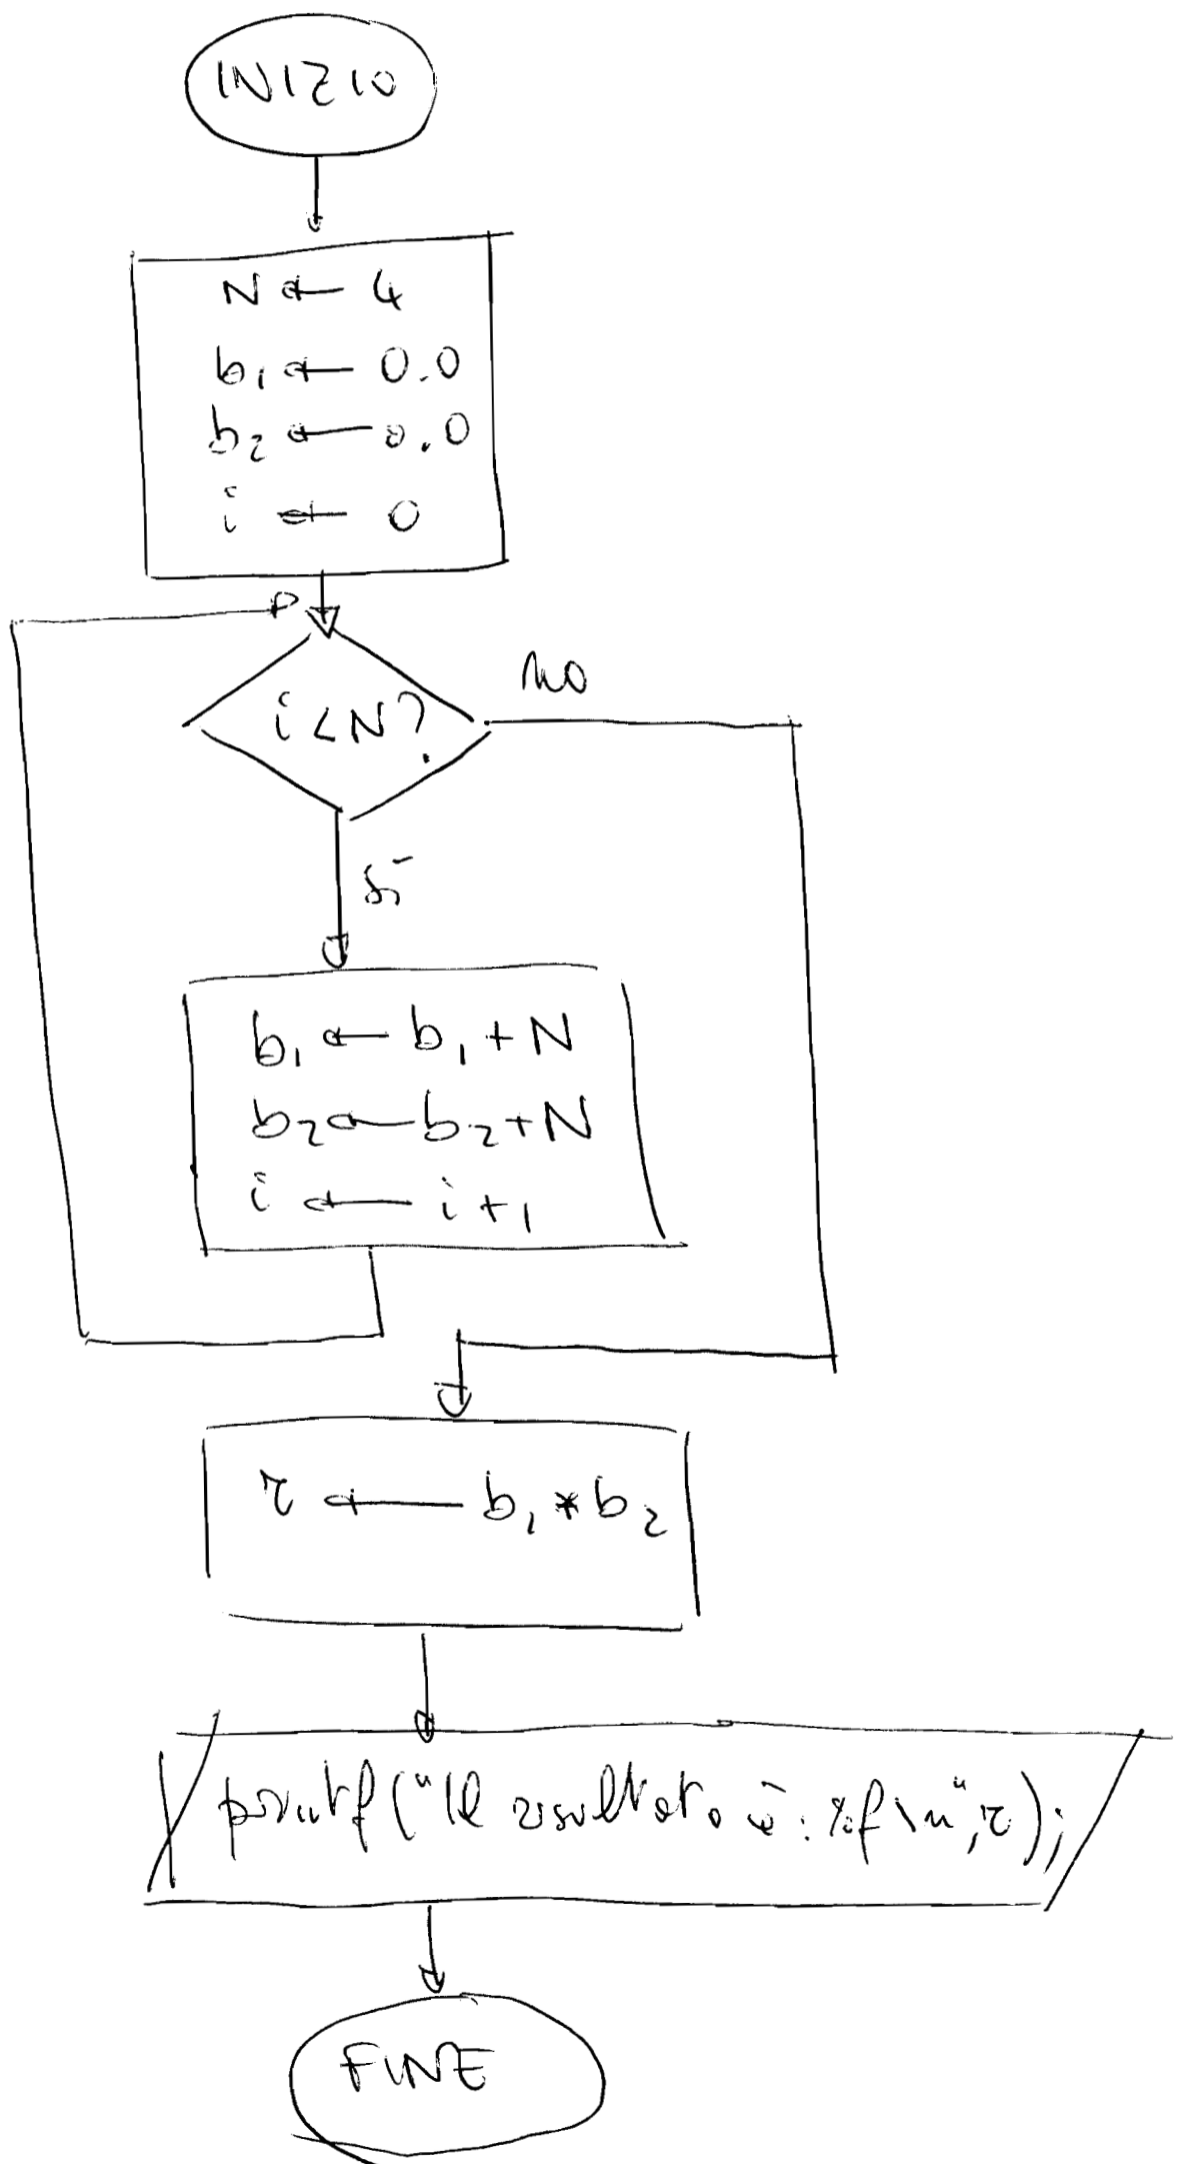 INIZIO
N ← 4
b₁ ← 0.0
b₂ ← 0.0
i ← 0
i < N?
no
sì
b₁ ← b₁ + N
b₂ ← b₂ + N
i ← i + 1
r ← b₁ * b₂
printf("Il risultato è: %f\n", r);
FINE